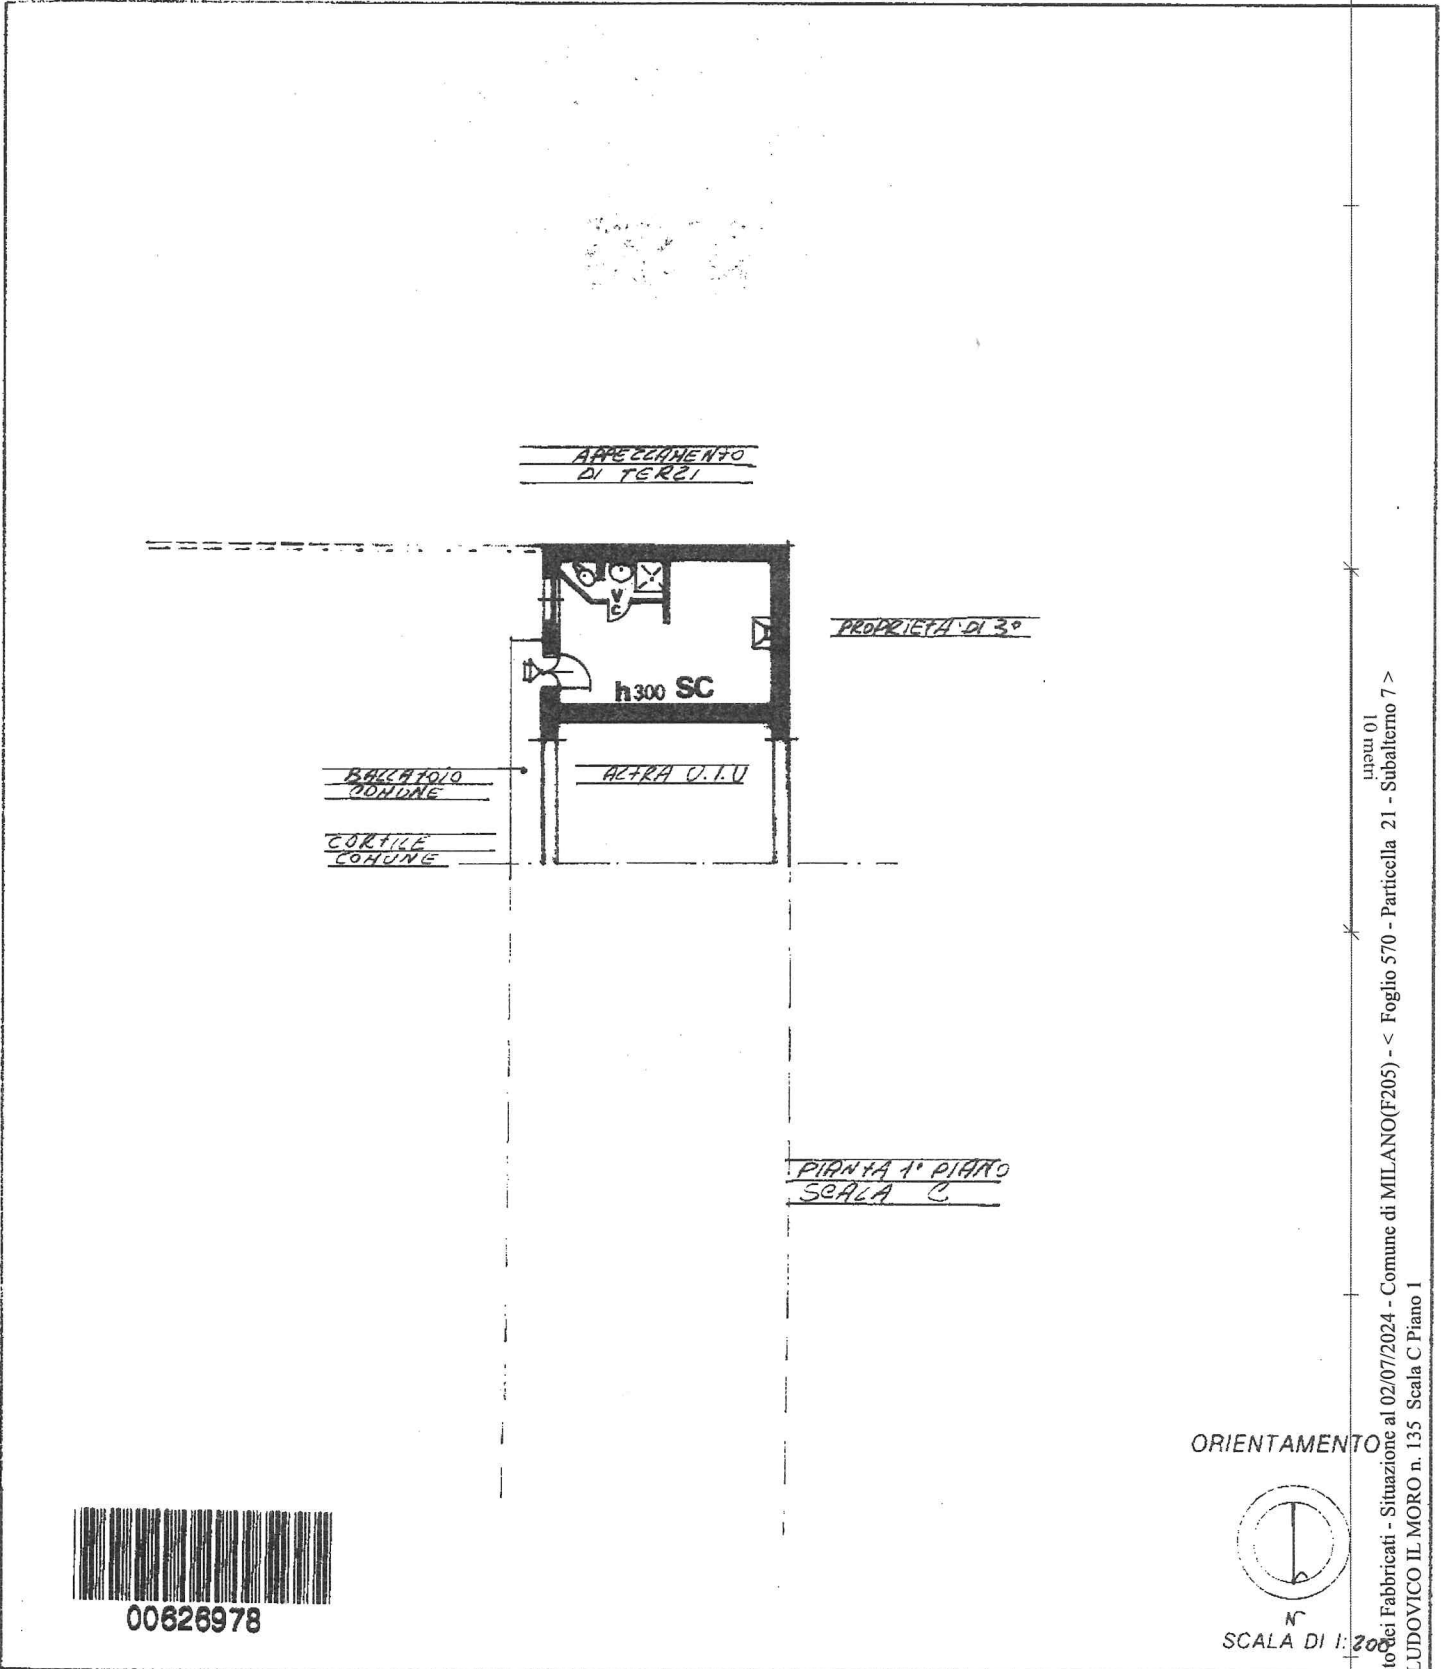 APPEZZAMENTO
DI TERZI
V
C
PROPRIETA' DI 3°
h300 SC
BALLATOIO
COMUNE
ALTRA U.I.U
CORTILE
COMUNE
PIANTA 1° PIANO
SCALA C
ORIENTAMENTO
N
SCALA DI I: 200
00626978
10 metri
to dei Fabbricati - Situazione al 02/07/2024 - Comune di MILANO(F205) - < Foglio 570 - Particella 21 - Subalterno 7 >
LUDOVICO IL MORO n. 135 Scala C Piano 1